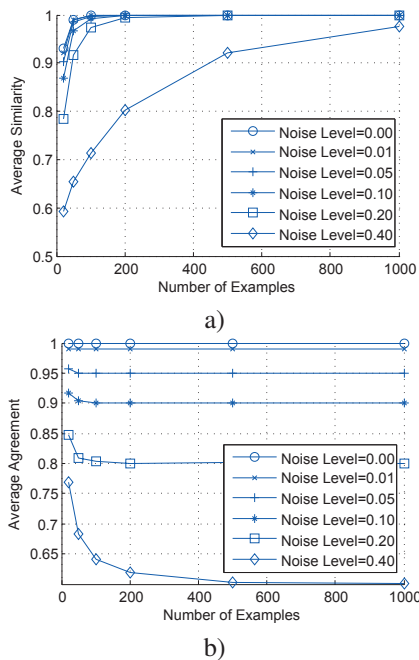 1
0.9
0.8
0.7
0.6
0.5
Average Similarity
Noise Level=0.00
Noise Level=0.01
Noise Level=0.05
Noise Level=0.10
Noise Level=0.20
Noise Level=0.40
0 200 400 600 800 1000
Number of Examples
a)
1
0.95
0.9
0.85
0.8
0.75
0.7
0.65
Average Agreement
Noise Level=0.00
Noise Level=0.01
Noise Level=0.05
Noise Level=0.10
Noise Level=0.20
Noise Level=0.40
0 200 400 600 800 1000
Number of Examples
b)